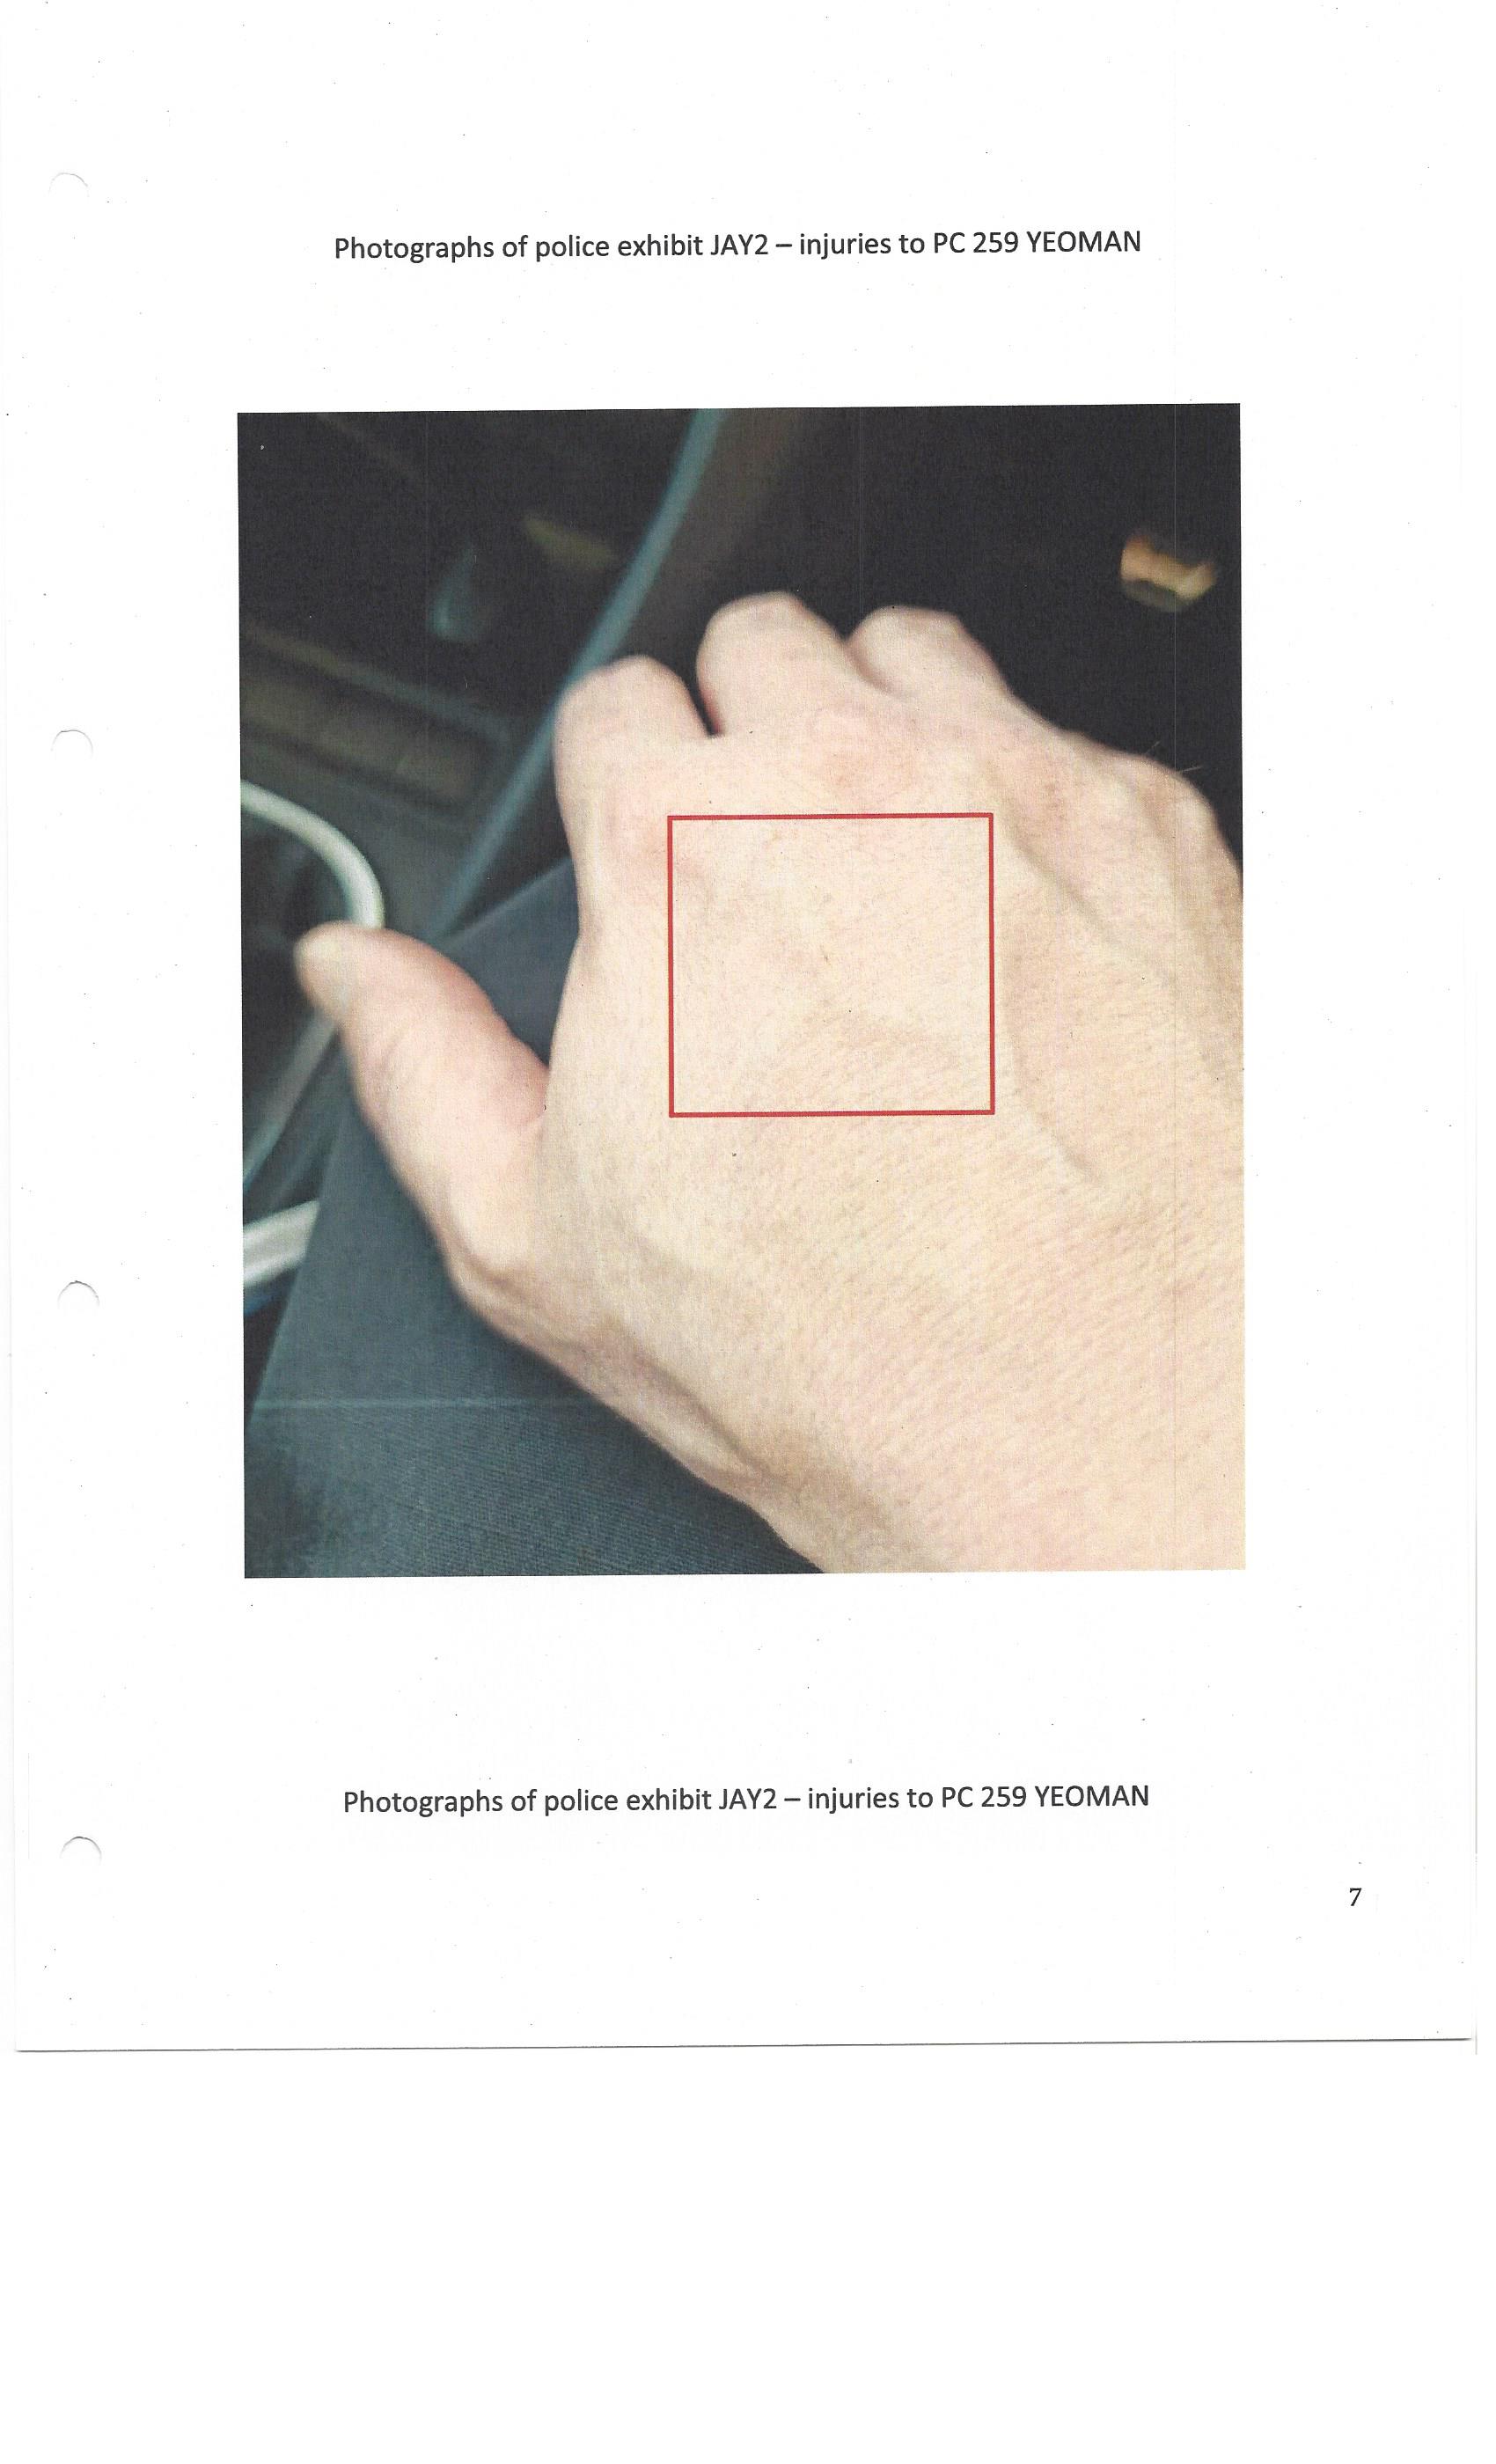 Photographs of police exhibit JAY2 – injuries to PC 259 YEOMAN
Photographs of police exhibit JAY2 – injuries to PC 259 YEOMAN
7